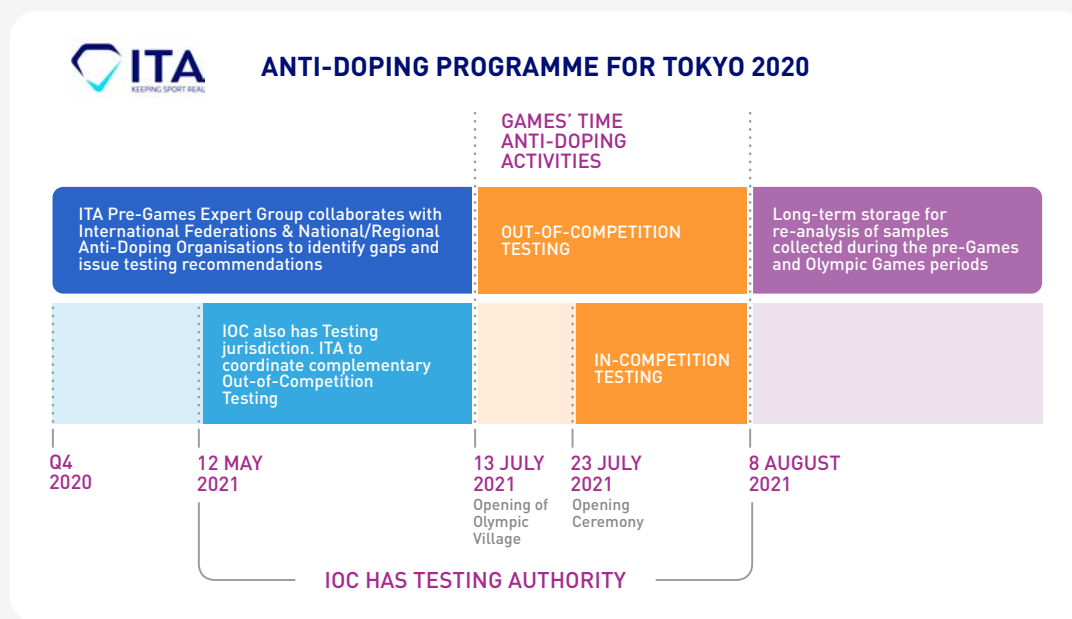 ITA
KEEPING SPORT REAL
ANTI-DOPING PROGRAMME FOR TOKYO 2020
GAMES' TIME
ANTI-DOPING
ACTIVITIES
ITA Pre-Games Expert Group collaborates with
International Federations & National/Regional
Anti-Doping Organisations to identify gaps and
issue testing recommendations
OUT-OF-COMPETITION
TESTING
Long-term storage for
re-analysis of samples
collected during the pre-Games
and Olympic Games periods
IOC also has Testing
jurisdiction. ITA to
coordinate complementary
Out-of-Competition
Testing
IN-COMPETITION
TESTING
Q4
2020
12 MAY
2021
13 JULY
2021
Opening of
Olympic
Village
23 JULY
2021
Opening
Ceremony
8 AUGUST
2021
IOC HAS TESTING AUTHORITY